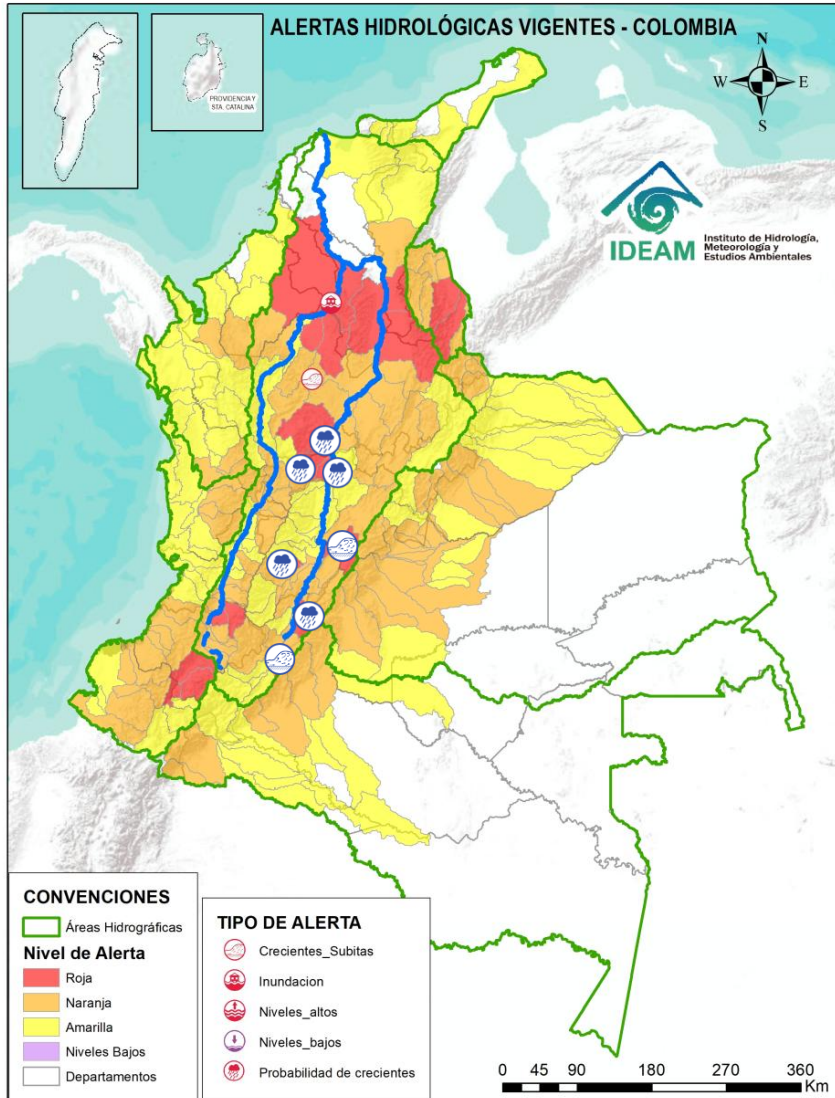 ALERTAS HIDROLÓGICAS VIGENTES - COLOMBIA
PROVIDENCIA Y
STA. CATALINA
N
W
E
S
IDEAM
Instituto de Hidrología,
Meteorología y
Estudios Ambientales
CONVENCIONES
Áreas Hidrográficas
Nivel de Alerta
Roja
Naranja
Amarilla
Niveles Bajos
Departamentos
TIPO DE ALERTA
Crecientes_Subitas
Inundacion
Niveles_altos
Niveles_bajos
Probabilidad de crecientes
0 45 90 180 270 360
Km